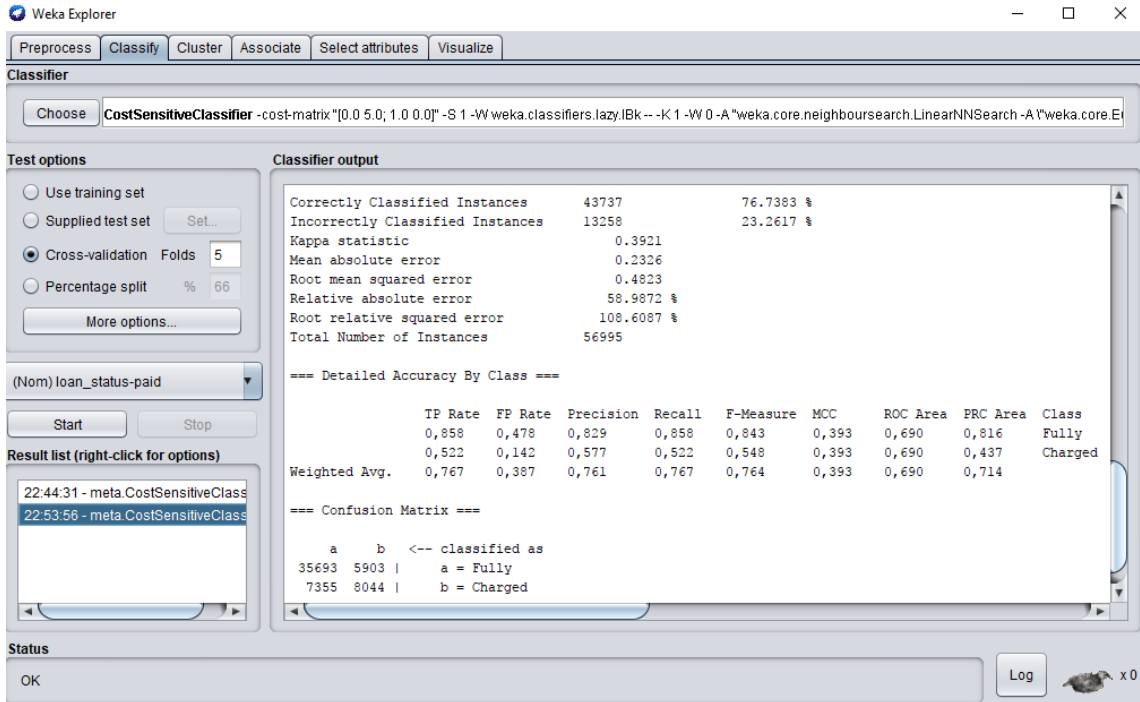 Weka Explorer
Preprocess Classify Cluster Associate Select attributes Visualize
Classifier
Choose CostSensitiveClassifier -cost-matrix "[0.0 5.0; 1.0 0.0]" -S 1 -W weka.classifiers.lazy.IBk -- -K 1 -W 0 -A "weka.core.neighboursearch.LinearNNSearch -A \"weka.core.E
Test options
Use training set
Supplied test set Set...
Cross-validation Folds 5
Percentage split % 66
More options...
(Nom) loan_status-paid
Start Stop
Result list (right-click for options)
22:44:31 - meta.CostSensitiveClass
22:53:56 - meta.CostSensitiveClass
Classifier output
Correctly Classified Instances 43737 76.7383 %
Incorrectly Classified Instances 13258 23.2617 %
Kappa statistic 0.3921
Mean absolute error 0.2326
Root mean squared error 0.4823
Relative absolute error 58.9872 %
Root relative squared error 108.6087 %
Total Number of Instances 56995
=== Detailed Accuracy By Class ===
TP Rate FP Rate Precision Recall F-Measure MCC ROC Area PRC Area Class
0,858 0,478 0,829 0,858 0,843 0,393 0,690 0,816 Fully
0,522 0,142 0,577 0,522 0,548 0,393 0,690 0,437 Charged
Weighted Avg. 0,767 0,387 0,761 0,767 0,764 0,393 0,690 0,714
=== Confusion Matrix ===
a b <-- classified as
35693 5903 | a = Fully
7355 8044 | b = Charged
Status
OK
Log
x 0